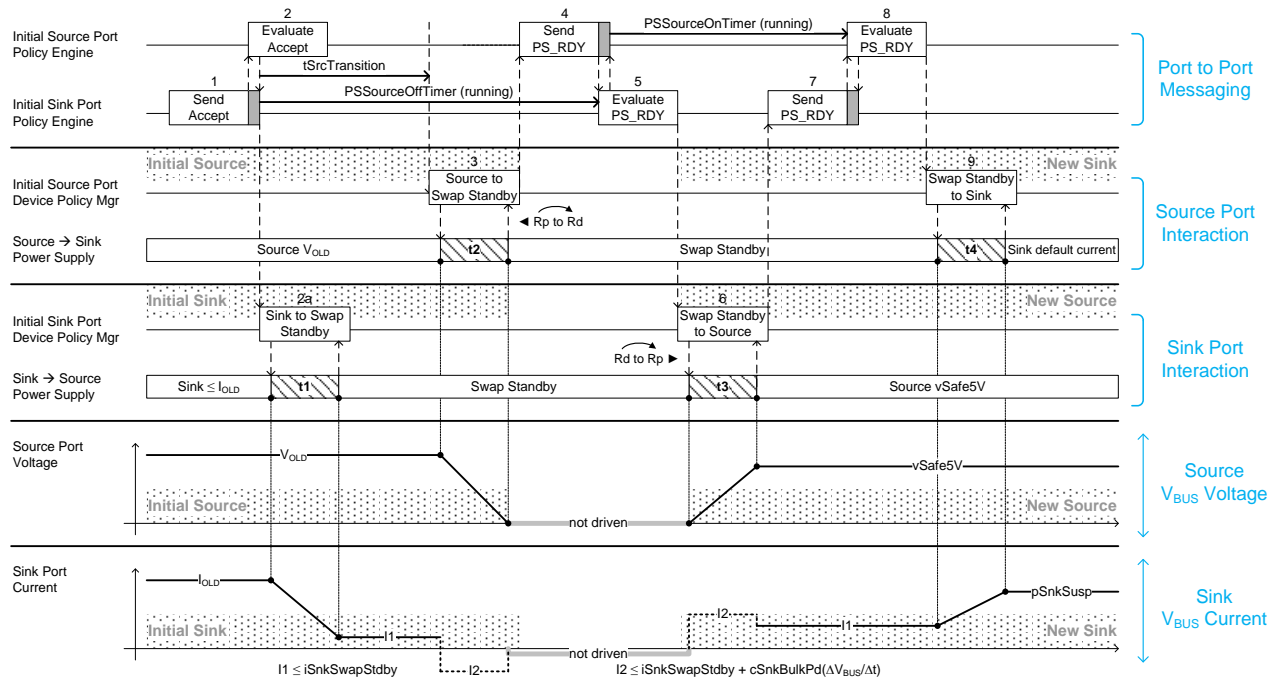 2
Evaluate
Accept
4
Send
PS_RDY
PSSourceOnTimer (running)
8
Evaluate
PS_RDY
Initial Source Port
Policy Engine
tSrcTransition
1
Send
Accept
PSSourceOffTimer (running)
5
Evaluate
PS_RDY
7
Send
PS_RDY
Initial Sink Port
Policy Engine
Port to Port
Messaging
Initial Source
New Sink
3
Source to
Swap Standby
9
Swap Standby
to Sink
Initial Source Port
Device Policy Mgr
◄ Rp to Rd
Source → Sink
Power Supply
Source VOLD
t2
Swap Standby
t4
Sink default current
Source Port
Interaction
Initial Sink
New Source
2a
Sink to Swap
Standby
6
Swap Standby
to Source
Initial Sink Port
Device Policy Mgr
Rd to Rp ►
Sink → Source
Power Supply
Sink ≤ IOLD
t1
Swap Standby
t3
Source vSafe5V
Sink Port
Interaction
Source Port
Voltage
VOLD
vSafe5V
Initial Source
New Source
not driven
Source
VBUS Voltage
Sink Port
Current
IOLD
pSnkSusp
Initial Sink
I1
I2
I1
New Sink
not driven
I2
I1 ≤ iSnkSwapStdby
I2 ≤ iSnkSwapStdby + cSnkBulkPd(ΔVBUS/Δt)
Sink
VBUS Current